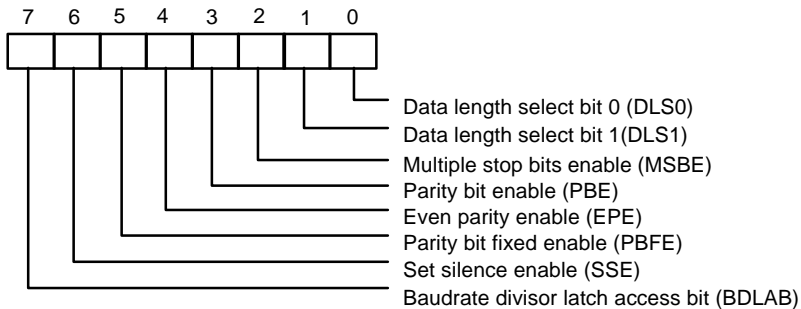 7 6 5 4 3 2 1 0
Data length select bit 0 (DLS0)
Data length select bit 1(DLS1)
Multiple stop bits enable (MSBE)
Parity bit enable (PBE)
Even parity enable (EPE)
Parity bit fixed enable (PBFE)
Set silence enable (SSE)
Baudrate divisor latch access bit (BDLAB)